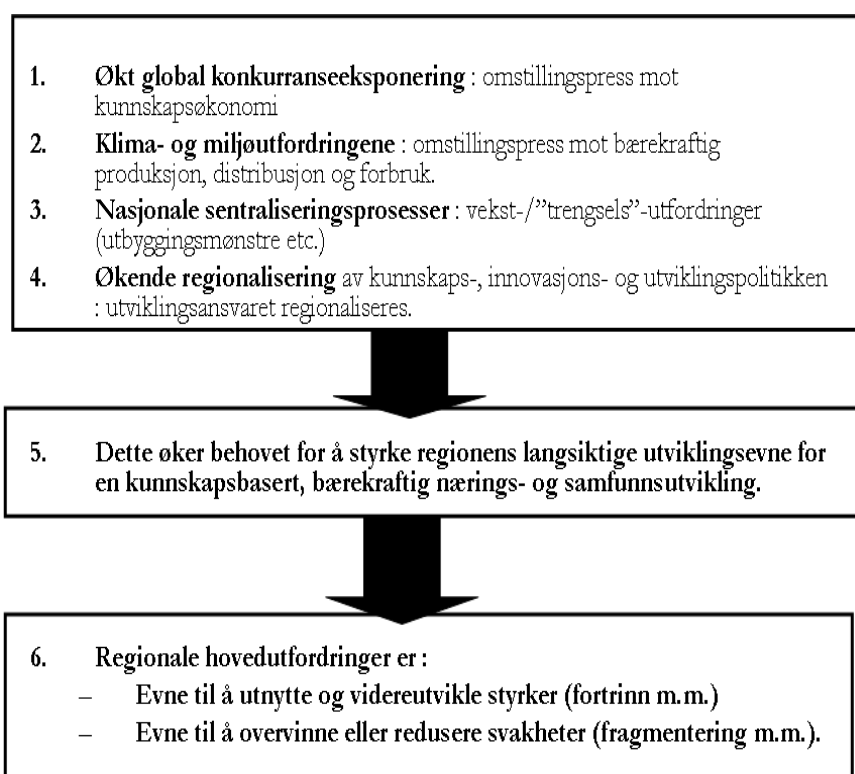 1. Økt global konkurranseeksponering : omstillingspress mot
kunnskapsøkonomi
2. Klima- og miljøutfordringene : omstillingspress mot bærekraftig
produksjon, distribusjon og forbruk.
3. Nasjonale sentraliseringsprosesser : vekst-/”trengsels”-utfordringer
(utbyggingsmønstre etc.)
4. Økende regionalisering av kunnskaps-, innovasjons- og utviklingspolitikken
: utviklingsansvaret regionaliseres.
5. Dette øker behovet for å styrke regionens langsiktige utviklingsevne for
en kunnskapsbasert, bærekraftig nærings- og samfunnsutvikling.
6. Regionale hovedutfordringer er :
– Evne til å utnytte og videreutvikle styrker (fortrinn m.m.)
– Evne til å overvinne eller redusere svakheter (fragmentering m.m.).